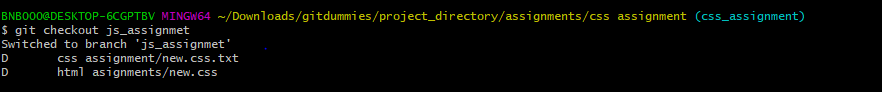 BNBOOO@DESKTOP-6CGPTBV MINGW64 ~/Downloads/gitdummies/project_directory/assignments/css assignment (css_assignment)
$ git checkout js_assignmet
Switched to branch 'js_assignmet'
D       css assignment/new.css.txt
D       html asignments/new.css